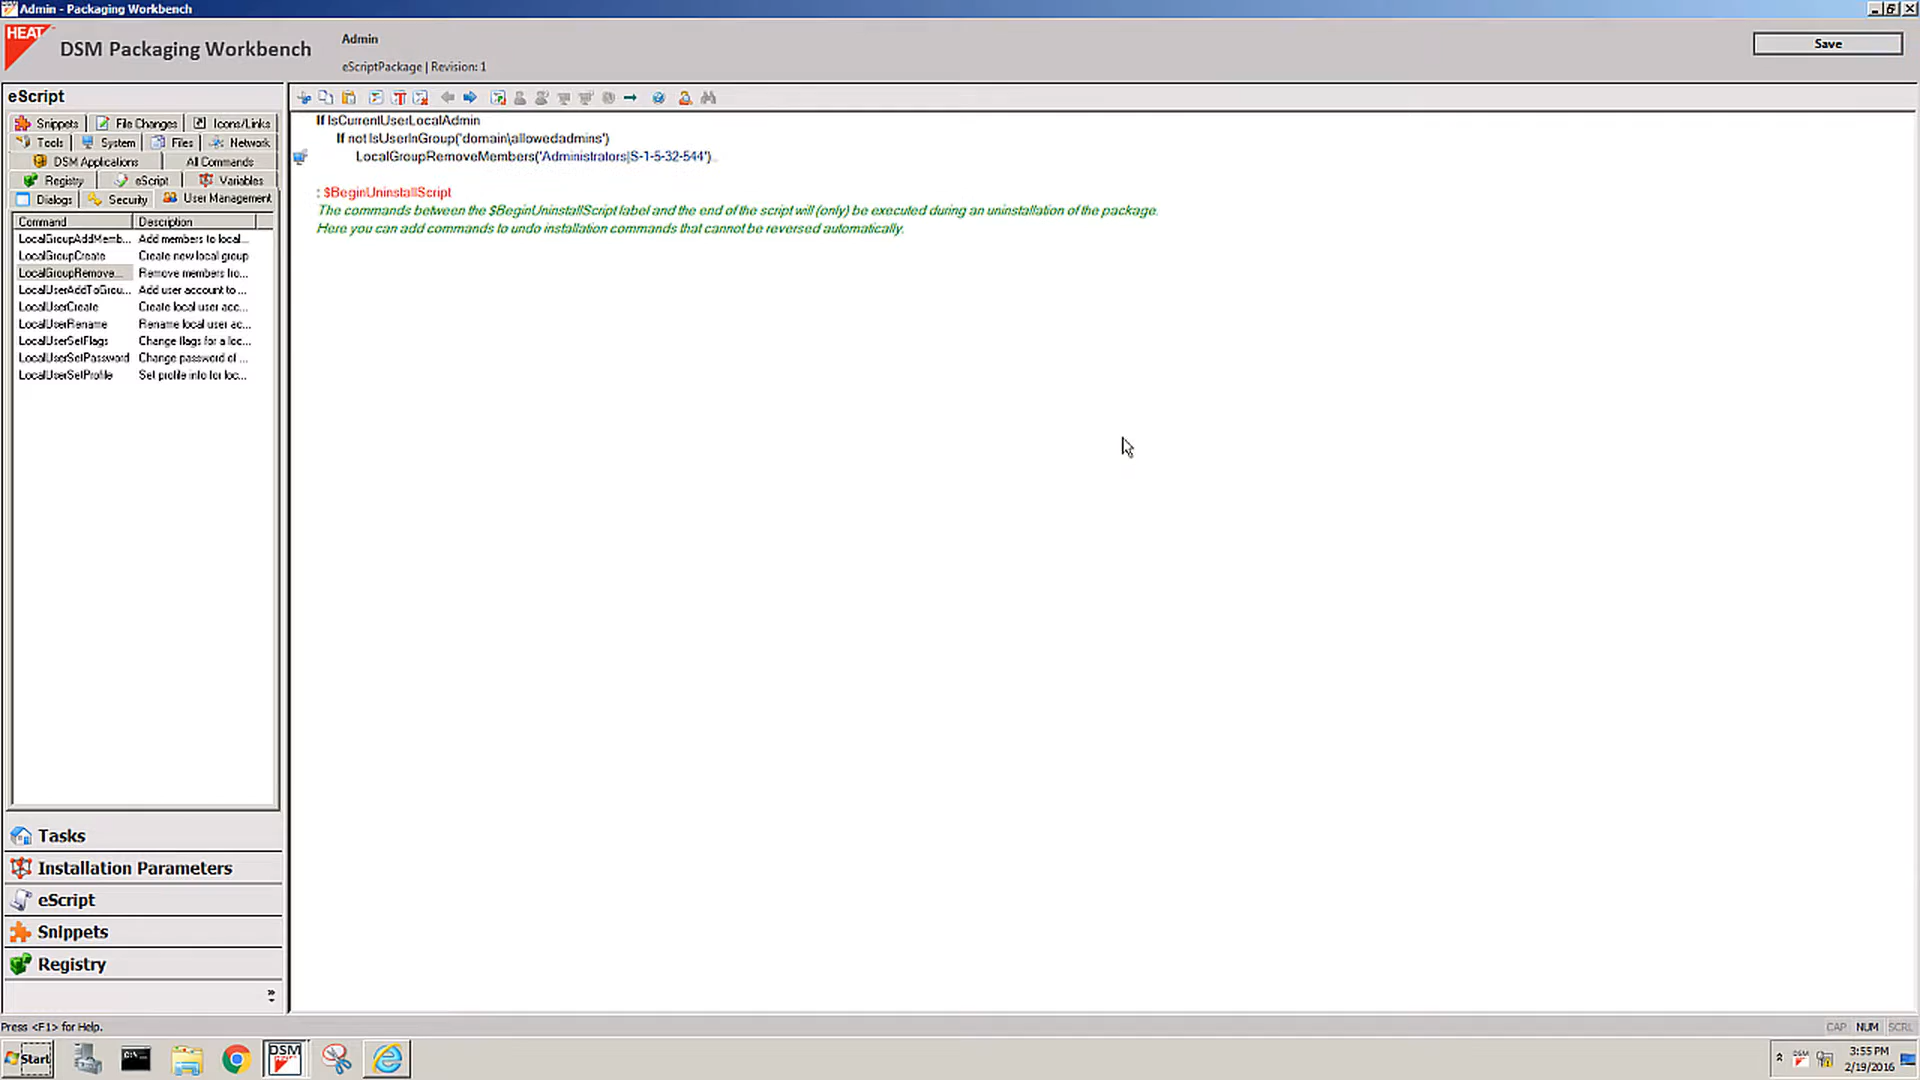 Admin - Packaging Workbench
HEAT
DSM Packaging Workbench
Admin
eScriptPackage | Revision: 1
Save
eScript
Snippets
File Changes
Icons/Links
Tools
System
Files
Network
DSM Applications
All Commands
Registry
eScript
Variables
Dialogs
Security
User Management
Command
Description
LocalGroupAddMemb...
Add members to local...
LocalGroupCreate
Create new local group
LocalGroupRemove...
Remove members fro...
LocalUserAddToGrou...
Add user account to ...
LocalUserCreate
Create local user acc...
LocalUserRename
Rename local user ac...
LocalUserSetFlags
Change flags for a loc...
LocalUserSetPassword
Change password of ...
LocalUserSetProfile
Set profile info for loc...
If IsCurrentUserLocalAdmin
If not IsUserInGroup('domain\allowedadmins')
LocalGroupRemoveMembers('Administrators|S-1-5-32-544')
: $BeginUninstallScript
The commands between the $BeginUninstallScript label and the end of the script will (only) be executed during an uninstallation of the package.
Here you can add commands to undo installation commands that cannot be reversed automatically.
Tasks
Installation Parameters
eScript
Snippets
Registry
Press <F1> for Help.
CAP
NUM
SCRL
Start
DSM
3:55 PM
2/19/2016